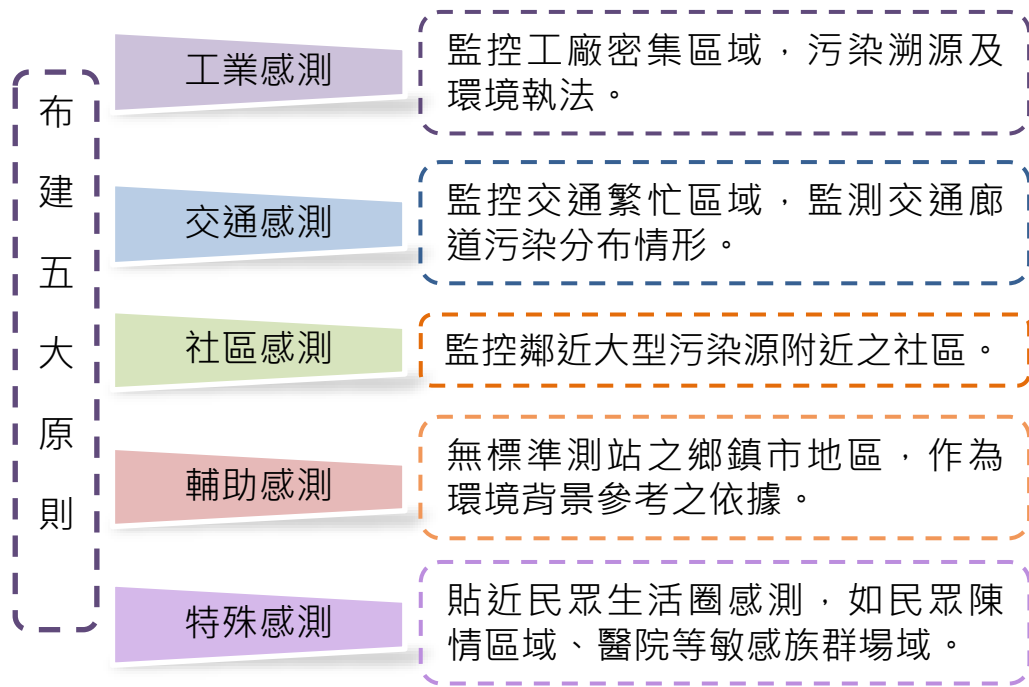 布建五大原則
工業感測
監控工廠密集區域，污染溯源及
環境執法。
交通感測
監控交通繁忙區域，監測交通廊
道污染分布情形。
社區感測
監控鄰近大型污染源附近之社區。
輔助感測
無標準測站之鄉鎮市地區，作為
環境背景參考之依據。
特殊感測
貼近民眾生活圈感測，如民眾陳
情區域、醫院等敏感族群場域。